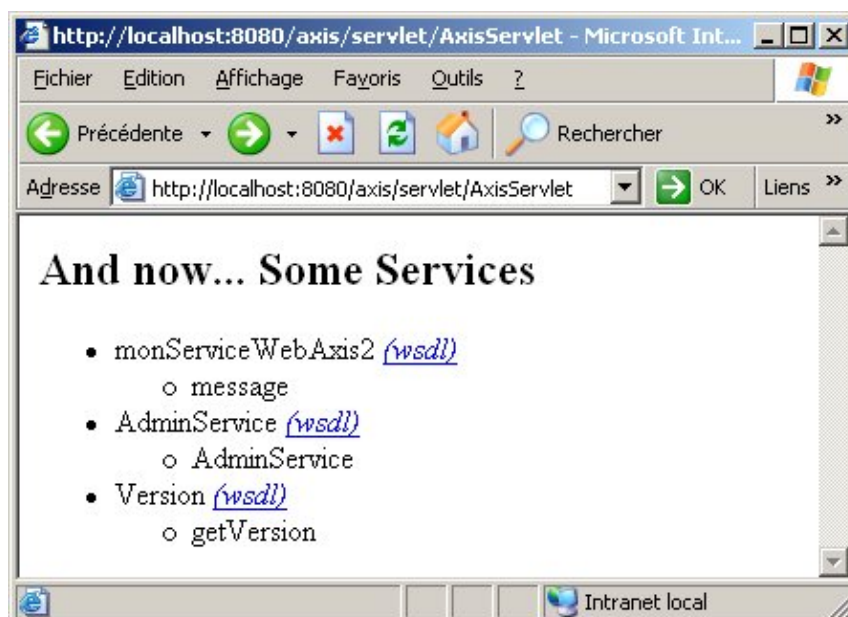 http://localhost:8080/axis/servlet/AxisServlet - Microsoft Int...
Fichier Edition Affichage Favoris Outils ?
Précédente Rechercher »
Adresse http://localhost:8080/axis/servlet/AxisServlet OK Liens »
And now... Some Services
• monServiceWebAxis2 (wsdl)
o message
• AdminService (wsdl)
o AdminService
• Version (wsdl)
o getVersion
Intranet local